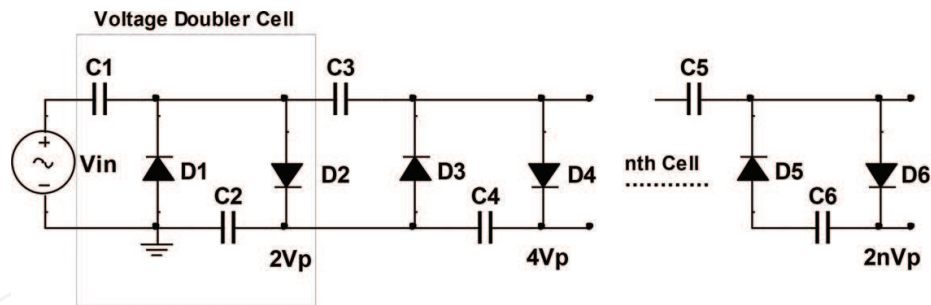 Voltage Doubler Cell
C1
C3
C5
+
Vin
−
D1
D2
D3
D4
nth Cell
D5
D6
C2
C4
C6
2Vp
4Vp
2nVp